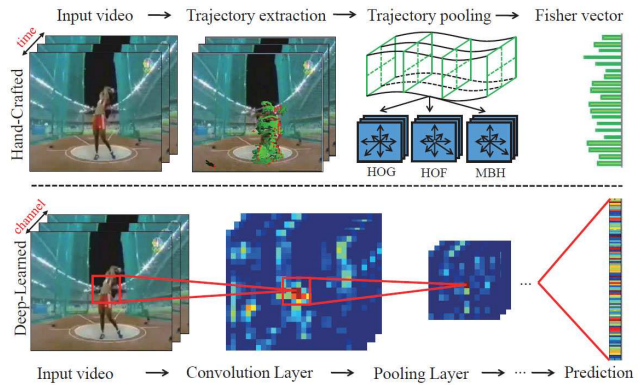 Input video → Trajectory extraction → Trajectory pooling → Fisher vector
time
Hand-Crafted
HOG HOF MBH
channel
Deep-Learned
...
Input video → Convolution Layer → Pooling Layer → ... → Prediction